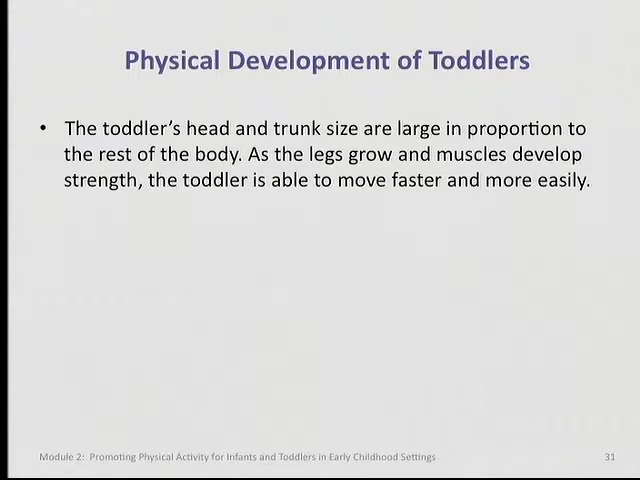 Physical Development of Toddlers
• The toddler's head and trunk size are large in proportion to
the rest of the body. As the legs grow and muscles develop
strength, the toddler is able to move faster and more easily.
Module 2: Promoting Physical Activity for Infants and Toddlers in Early Childhood Settings
31